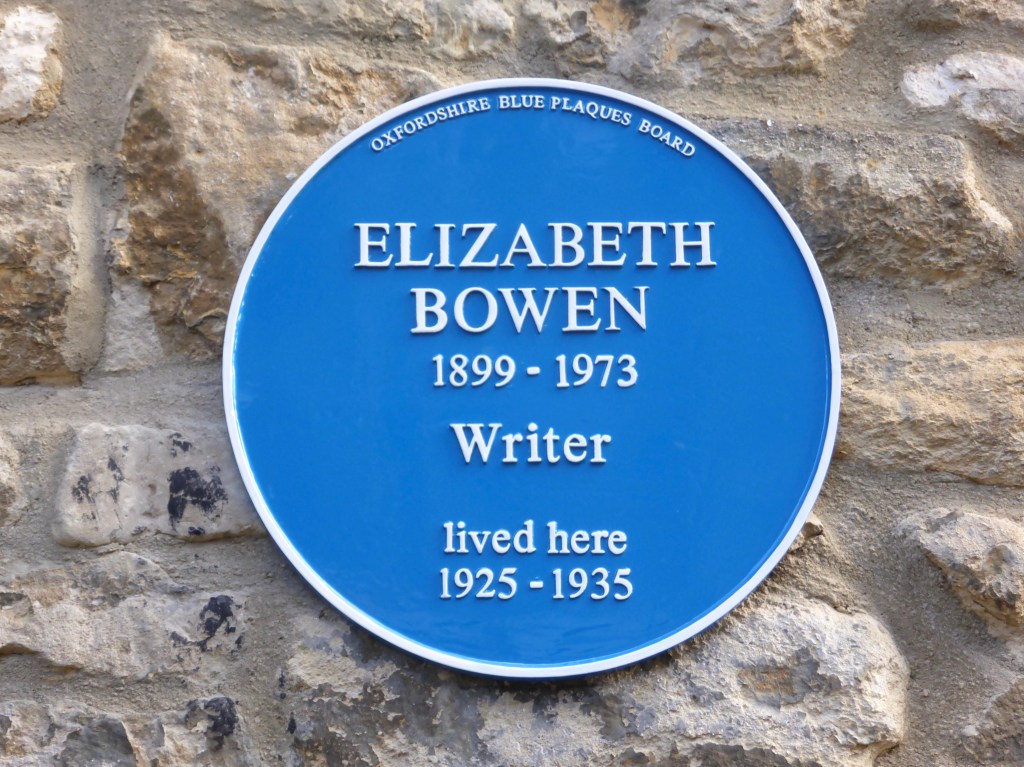 OXFORDSHIRE BLUE PLAQUES BOARD
ELIZABETH
BOWEN
1899 - 1973
Writer
lived here
1925 - 1935